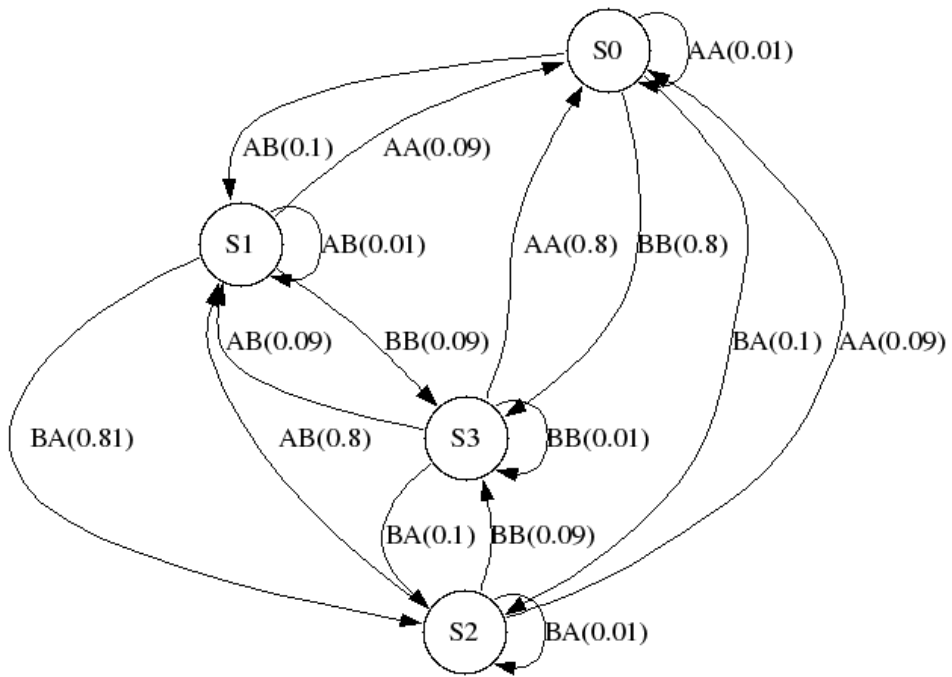 S0
AA(0.01)
AB(0.1)
AA(0.09)
S1
AB(0.01)
AA(0.8)
BB(0.8)
AB(0.09)
BB(0.09)
BA(0.1)
AA(0.09)
BA(0.81)
AB(0.8)
S3
BB(0.01)
BA(0.1)
BB(0.09)
S2
BA(0.01)